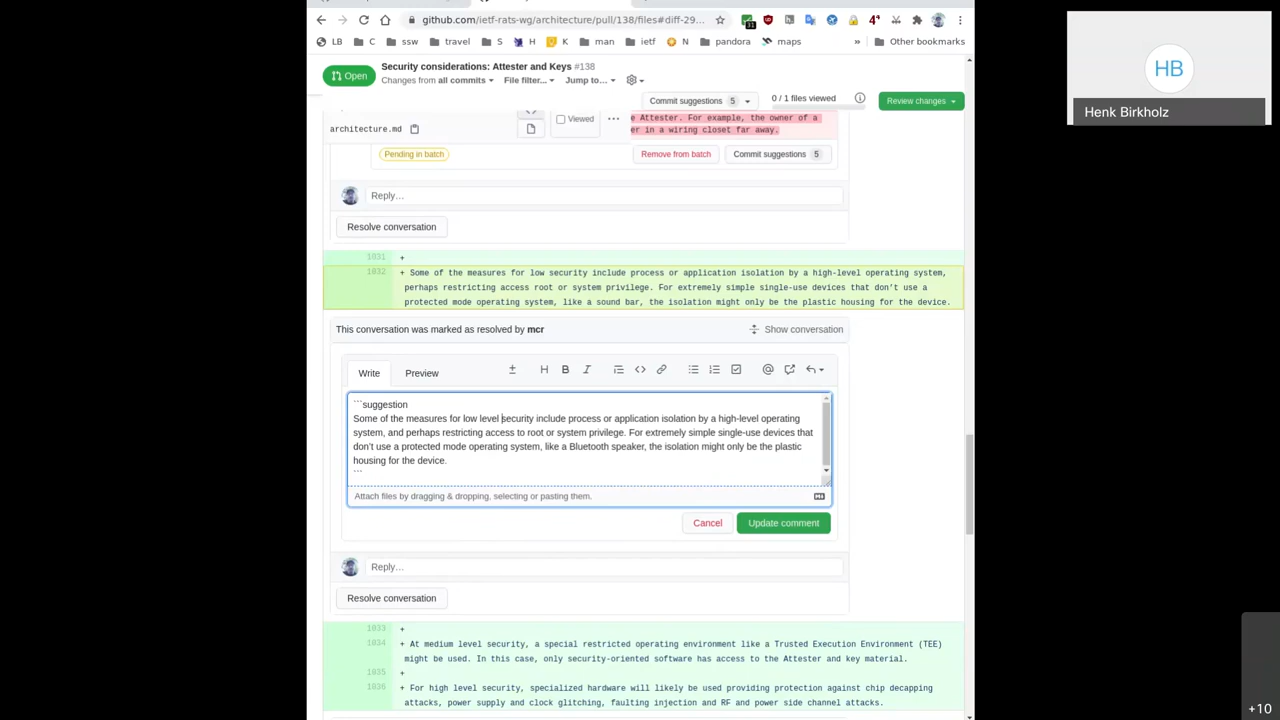 github.com/ietf-rats-wg/architecture/pull/138/files#diff-29...
LB C ssw travel S H K man ietf N pandora maps » Other bookmarks
Open
Security considerations: Attester and Keys #138
Changes from all commits File filter... Jump to...
Commit suggestions 5
0 / 1 files viewed
Review changes
architecture.md
Viewed
e Attester. For example, the owner of a
er in a wiring closet far away.
Pending in batch
Remove from batch
Commit suggestions 5
Reply...
Resolve conversation
1031 +
1032 + Some of the measures for low security include process or application isolation by a high-level operating system,
perhaps restricting access root or system privilege. For extremely simple single-use devices that don't use a
protected mode operating system, like a sound bar, the isolation might only be the plastic housing for the device.
This conversation was marked as resolved by mcr
Show conversation
Write Preview
```suggestion
Some of the measures for low level security include process or application isolation by a high-level operating
system, and perhaps restricting access to root or system privilege. For extremely simple single-use devices that
don't use a protected mode operating system, like a Bluetooth speaker, the isolation might only be the plastic
housing for the device.
```
Attach files by dragging & dropping, selecting or pasting them.
Cancel
Update comment
Reply...
Resolve conversation
1033 +
1034 + At medium level security, a special restricted operating environment like a Trusted Execution Environment (TEE)
might be used. In this case, only security-oriented software has access to the Attester and key material.
1035 +
1036 + For high level security, specialized hardware will likely be used providing protection against chip decapping
attacks, power supply and clock glitching, faulting injection and RF and power side channel attacks.
HB
Henk Birkholz
+10